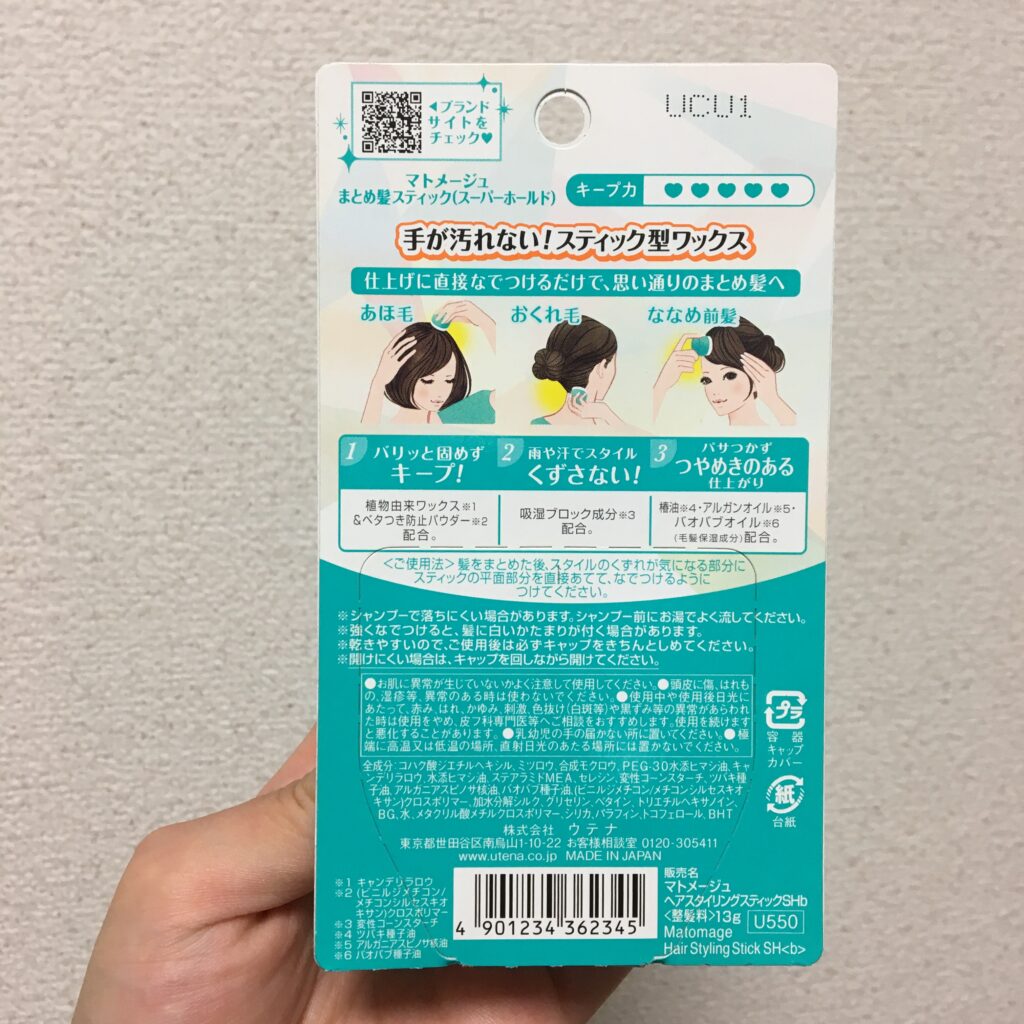 ◀ブランド
サイトを
チェック♥
UCU1
マトメージュ
まとめ髪スティック(スーパーホールド)
キープ力 ♥♥♥♥♥
手が汚れない!スティック型ワックス
仕上げに直接なでつけるだけで、思い通りのまとめ髪へ
あほ毛 おくれ毛 ななめ前髪
1 バリッと固めず
キープ!
植物由来ワックス※1
&ベタつき防止パウダー※2
配合。
2 雨や汗でスタイル
くずさない!
吸湿ブロック成分※3
配合。
3 パサつかず
つやめきのある
仕上がり
椿油※4・アルガンオイル※5・
バオバブオイル※6
(毛髪保湿成分)配合。
〈ご使用法〉髪をまとめた後、スタイルのくずれが気になる部分に
スティックの平面部分を直接あてて、なでつけるように
つけてください。
※シャンプーで落ちにくい場合があります。シャンプー前にお湯でよく流してください。
※強くなでつけると、髪に白いかたまりが付く場合があります。
※乾きやすいので、ご使用後は必ずキャップをきちんとしめてください。
※開けにくい場合は、キャップを回しながら開けてください。
●お肌に異常が生じていないかよく注意して使用してください。●頭皮に傷、はれも
の、湿疹等、異常のある時は使わないでください。●使用中や使用後日光に
あたって、赤み、はれ、かゆみ、刺激、色抜け(白斑等)や黒ずみ等の異常があらわれ
た時は使用をやめ、皮フ科専門医等へご相談をおすすめします。使用を続けます
と悪化することがあります。●乳幼児の手の届かない所に置いてください。●極
端に高温又は低温の場所、直射日光のあたる場所には置かないでください。
プラ
容器
キャップ
カバー
紙
台紙
全成分:コハク酸ジエチルヘキシル、ミツロウ、合成モクロウ、PEG-30水添ヒマシ油、キャ
ンデリラロウ、水添ヒマシ油、ステアラミドMEA、セレシン、変性コーンスターチ、ツバキ種
子油、アルガニアスピノサ核油、バオバブ種子油、(ビニルジメチコン/メチコンシルセスキオ
キサン)クロスポリマー、加水分解シルク、グリセリン、ベタイン、トリエチルヘキサノイン、
BG、水、メタクリル酸メチルクロスポリマー、シリカ、パラフィン、トコフェロール、BHT
株式会社 ウテナ
東京都世田谷区南烏山1-10-22 お客様相談室 0120-305411
www.utena.co.jp MADE IN JAPAN
※1 キャンデリラロウ
※2 (ビニルジメチコン/
メチコンシルセスキオ
キサン)クロスポリマー
※3 変性コーンスターチ
※4 ツバキ種子油
※5 アルガニアスピノサ核油
※6 バオバブ種子油
4 901234 362345
販売名
マトメージュ
ヘアスタイリングスティックSHb
〈整髪料〉13g
U550
Matomage
Hair Styling Stick SH<b>